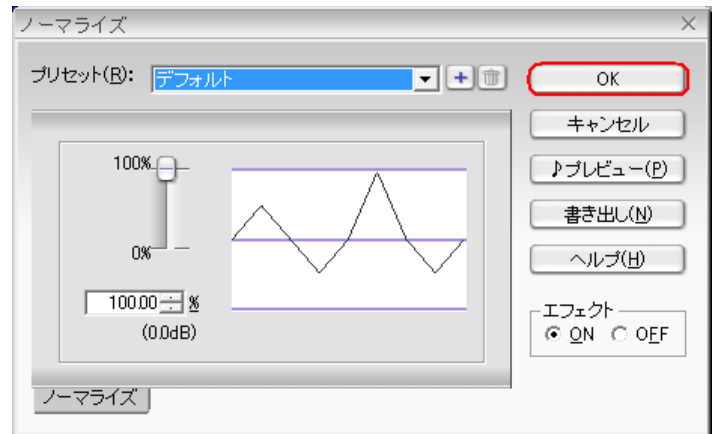 ノーマライズ
プリセット(R): デフォルト
OK
キャンセル
♪プレビュー(P)
書き出し(N)
ヘルプ(H)
エフェクト
ON OFF
100%
0%
100.00 %
(0.0dB)
ノーマライズ